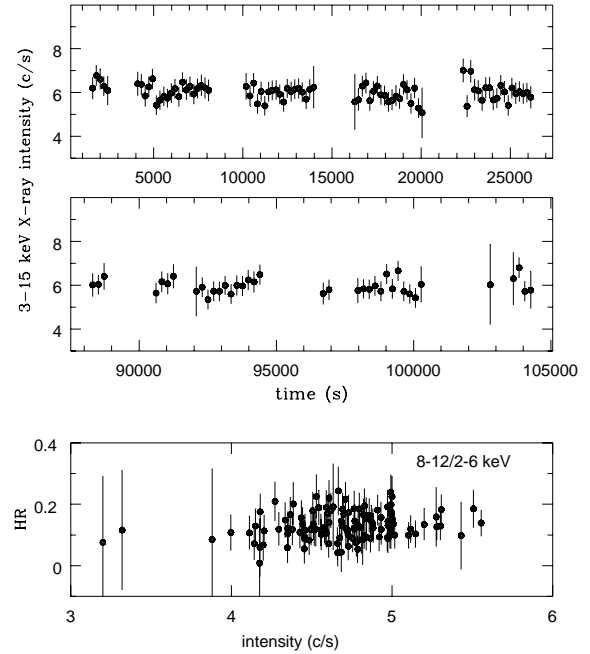 3−15 keV X−ray intensity (c/s)
8
6
4
5000 10000 15000 20000 25000
8
6
4
90000 95000 100000 105000
time (s)
HR
0.4
0.2
0
8-12/2-6 keV
3 4 5 6
intensity (c/s)